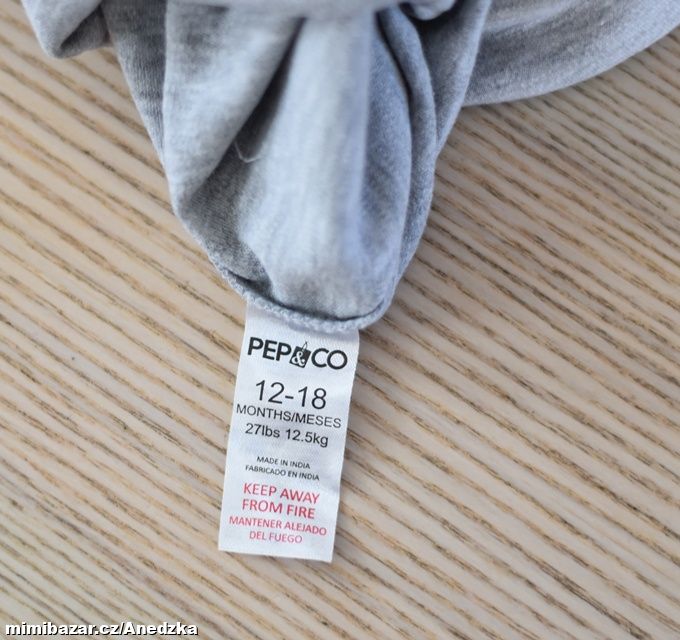 PEP&CO
12-18
MONTHS/MESES
27lbs 12.5kg
MADE IN INDIA
FABRICADO EN INDIA
KEEP AWAY
FROM FIRE
MANTENER ALEJADO
DEL FUEGO
mimibazar.cz/Anedzka